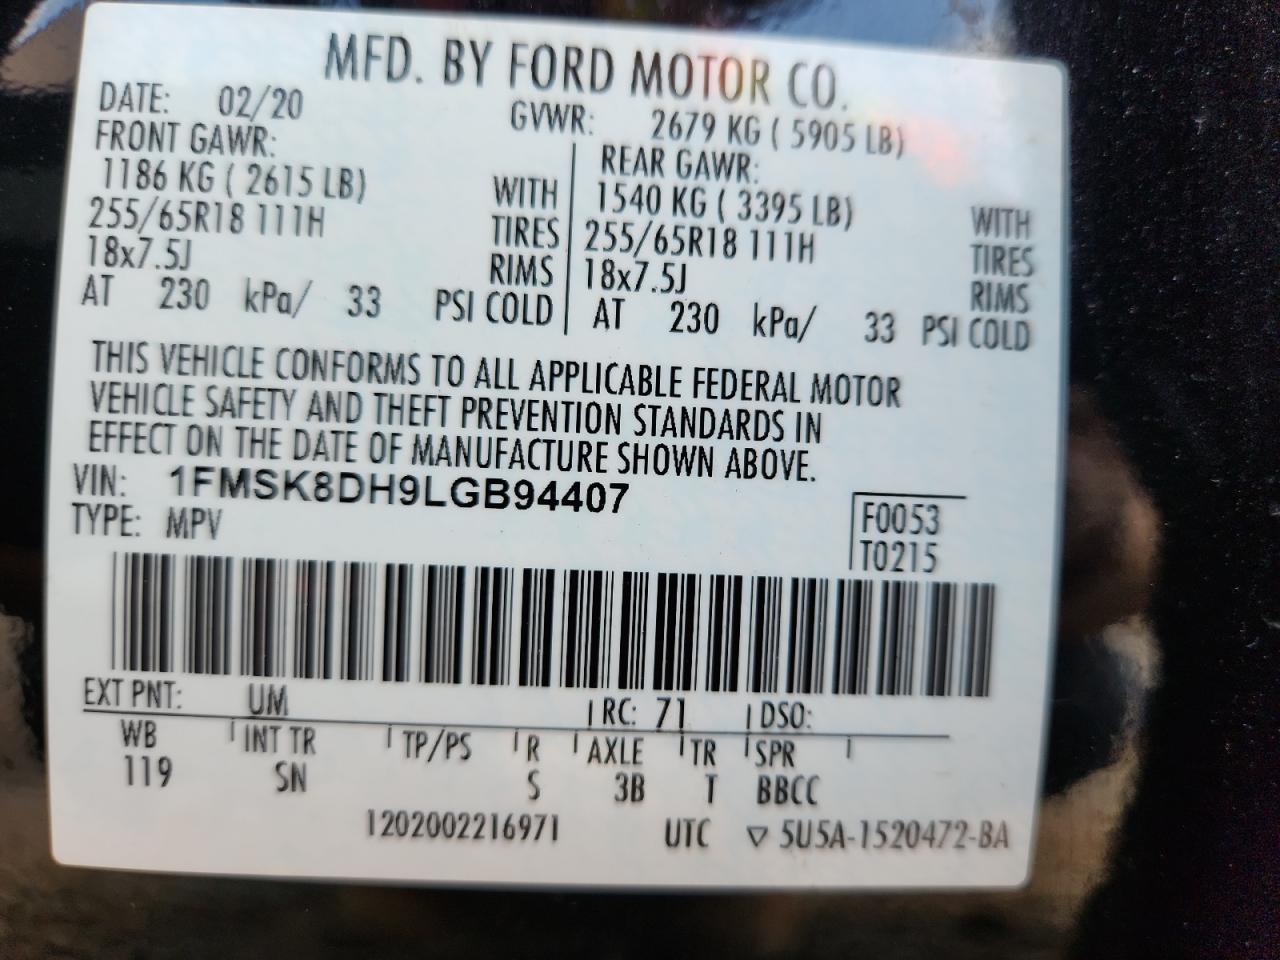 MFD. BY FORD MOTOR CO.
DATE: 02/20 GVWR: 2679 KG ( 5905 LB)
FRONT GAWR: REAR GAWR:
1186 KG ( 2615 LB) WITH 1540 KG ( 3395 LB) WITH
255/65R18 111H TIRES 255/65R18 111H TIRES
18x7.5J RIMS 18x7.5J RIMS
AT 230 kPa/ 33 PSI COLD AT 230 kPa/ 33 PSI COLD
THIS VEHICLE CONFORMS TO ALL APPLICABLE FEDERAL MOTOR
VEHICLE SAFETY AND THEFT PREVENTION STANDARDS IN
EFFECT ON THE DATE OF MANUFACTURE SHOWN ABOVE.
VIN: 1FMSK8DH9LGB94407
TYPE: MPV F0053
T0215
EXT PNT: UM RC: 71 DSO:
WB INT TR TP/PS R AXLE TR SPR
119 SN S 3B T BBCC
1202002216971 UTC ▽ 5U5A-1520472-BA